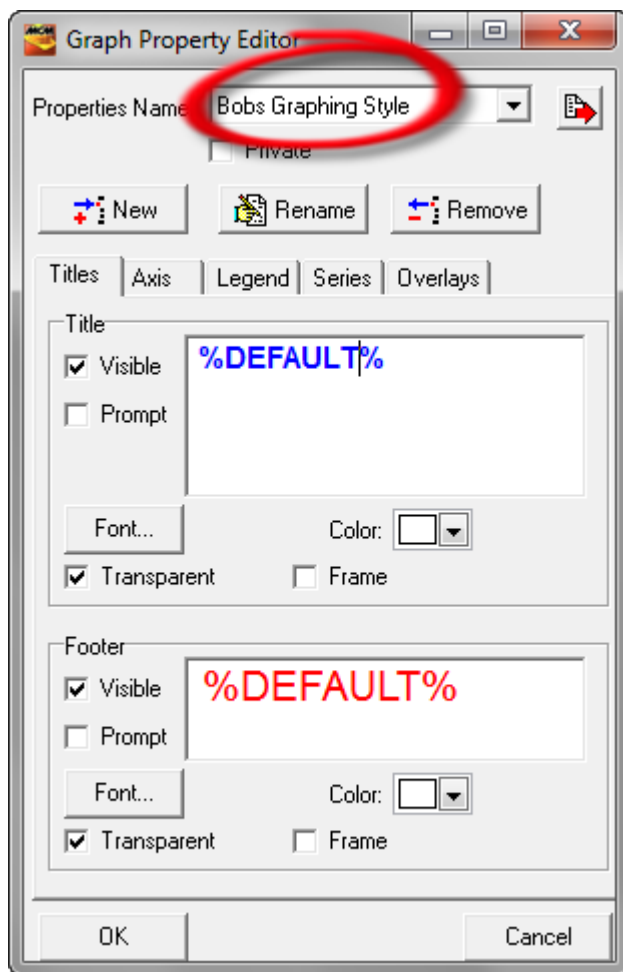 MCM
Graph Property Editor
Properties Name Bobs Graphing Style
Private
New Rename Remove
Titles Axis Legend Series Overlays
Title
Visible %DEFAULT%
Prompt
Font... Color:
Transparent Frame
Footer
Visible %DEFAULT%
Prompt
Font... Color:
Transparent Frame
OK Cancel